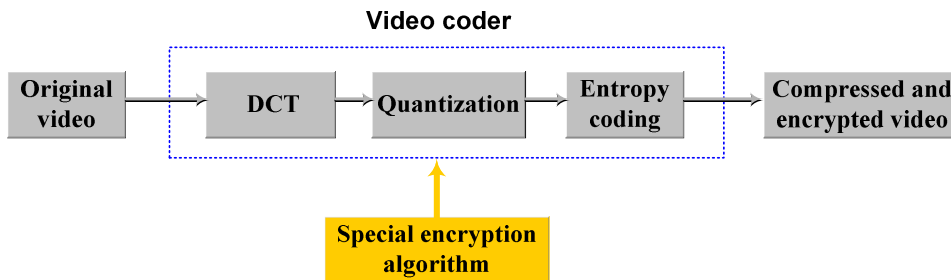 Video coder
Original
video
DCT
Quantization
Entropy
coding
Compressed and
encrypted video
Special encryption
algorithm